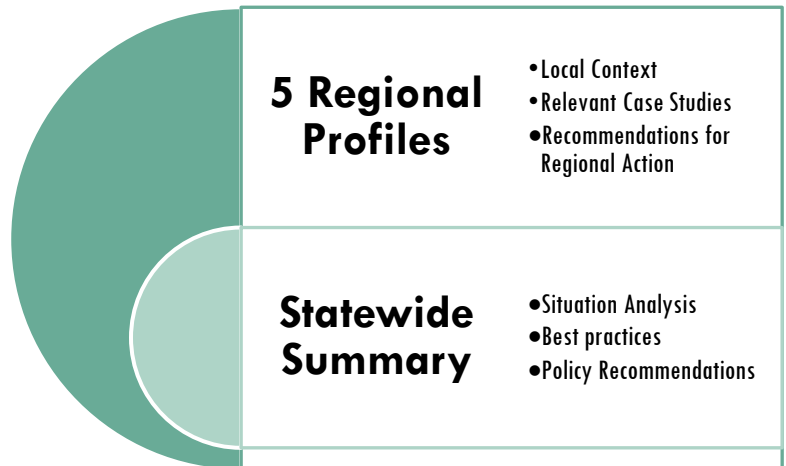 5 Regional
Profiles
•Local Context
•Relevant Case Studies
•Recommendations for
Regional Action
Statewide
Summary
•Situation Analysis
•Best practices
•Policy Recommendations